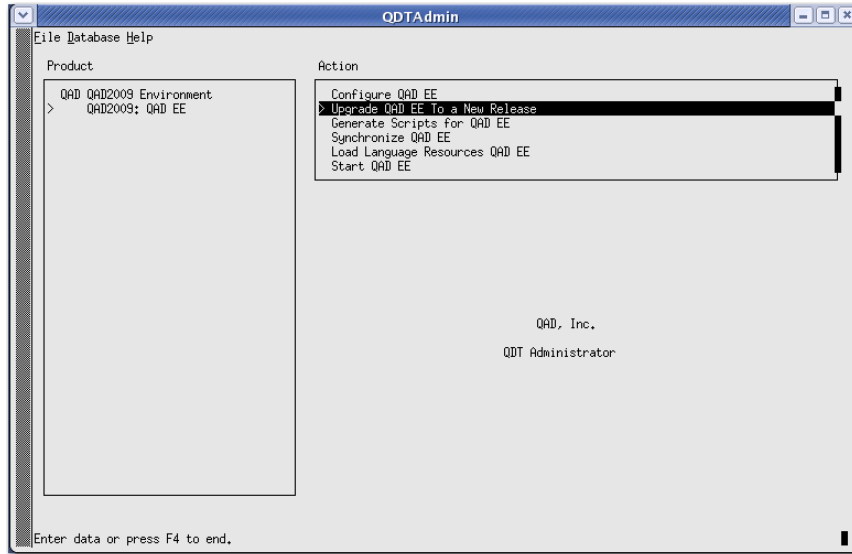 QDTAdmin
File Database Help
Product
QAD QAD2009 Environment
> QAD2009: QAD EE
Action
Configure QAD EE
> Upgrade QAD EE To a New Release
Generate Scripts for QAD EE
Synchronize QAD EE
Load Language Resources QAD EE
Start QAD EE
QAD, Inc.
QDT Administrator
Enter data or press F4 to end.